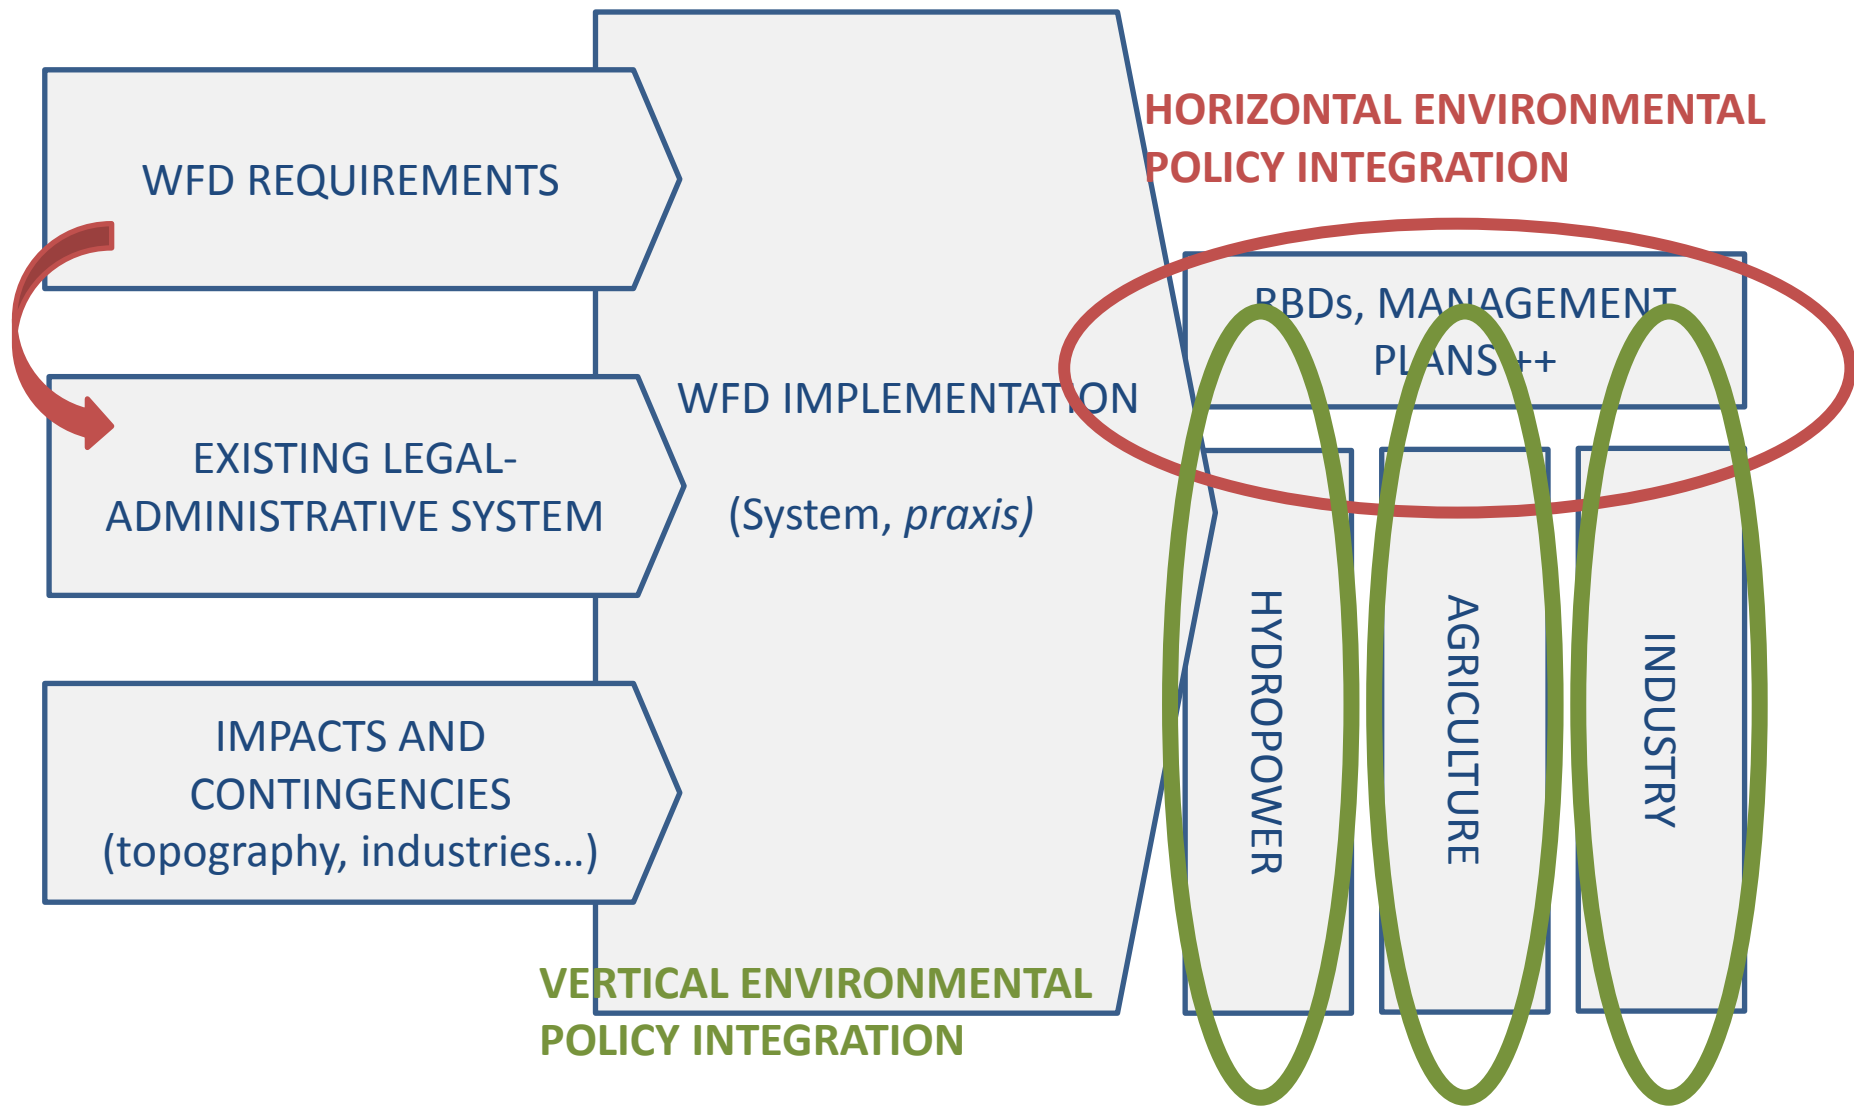 WFD REQUIREMENTS
EXISTING LEGAL-
ADMINISTRATIVE SYSTEM
IMPACTS AND
CONTINGENCIES
(topography, industries…)
WFD IMPLEMENTATION
(System, praxis)
HORIZONTAL ENVIRONMENTAL
POLICY INTEGRATION
RBDs, MANAGEMENT
PLANS ++
HYDROPOWER
AGRICULTURE
INDUSTRY
VERTICAL ENVIRONMENTAL
POLICY INTEGRATION